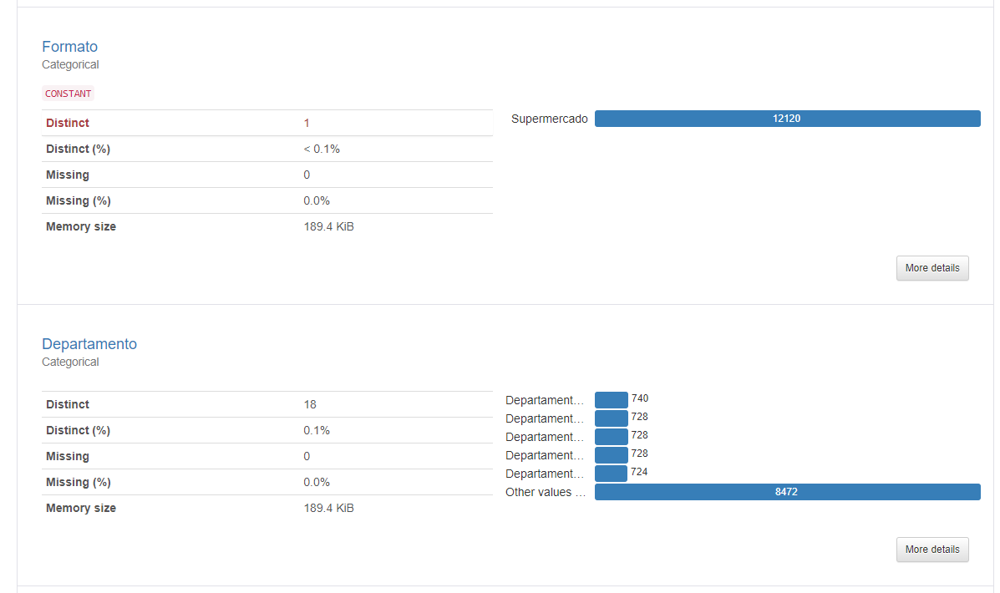 Formato
Categorical
CONSTANT
Distinct 1
Distinct (%) < 0.1%
Missing 0
Missing (%) 0.0%
Memory size 189.4 KiB
Supermercado 12120
More details
Departamento
Categorical
Distinct 18
Distinct (%) 0.1%
Missing 0
Missing (%) 0.0%
Memory size 189.4 KiB
Departament... 740
Departament... 728
Departament... 728
Departament... 728
Departament... 724
Other values ... 8472
More details